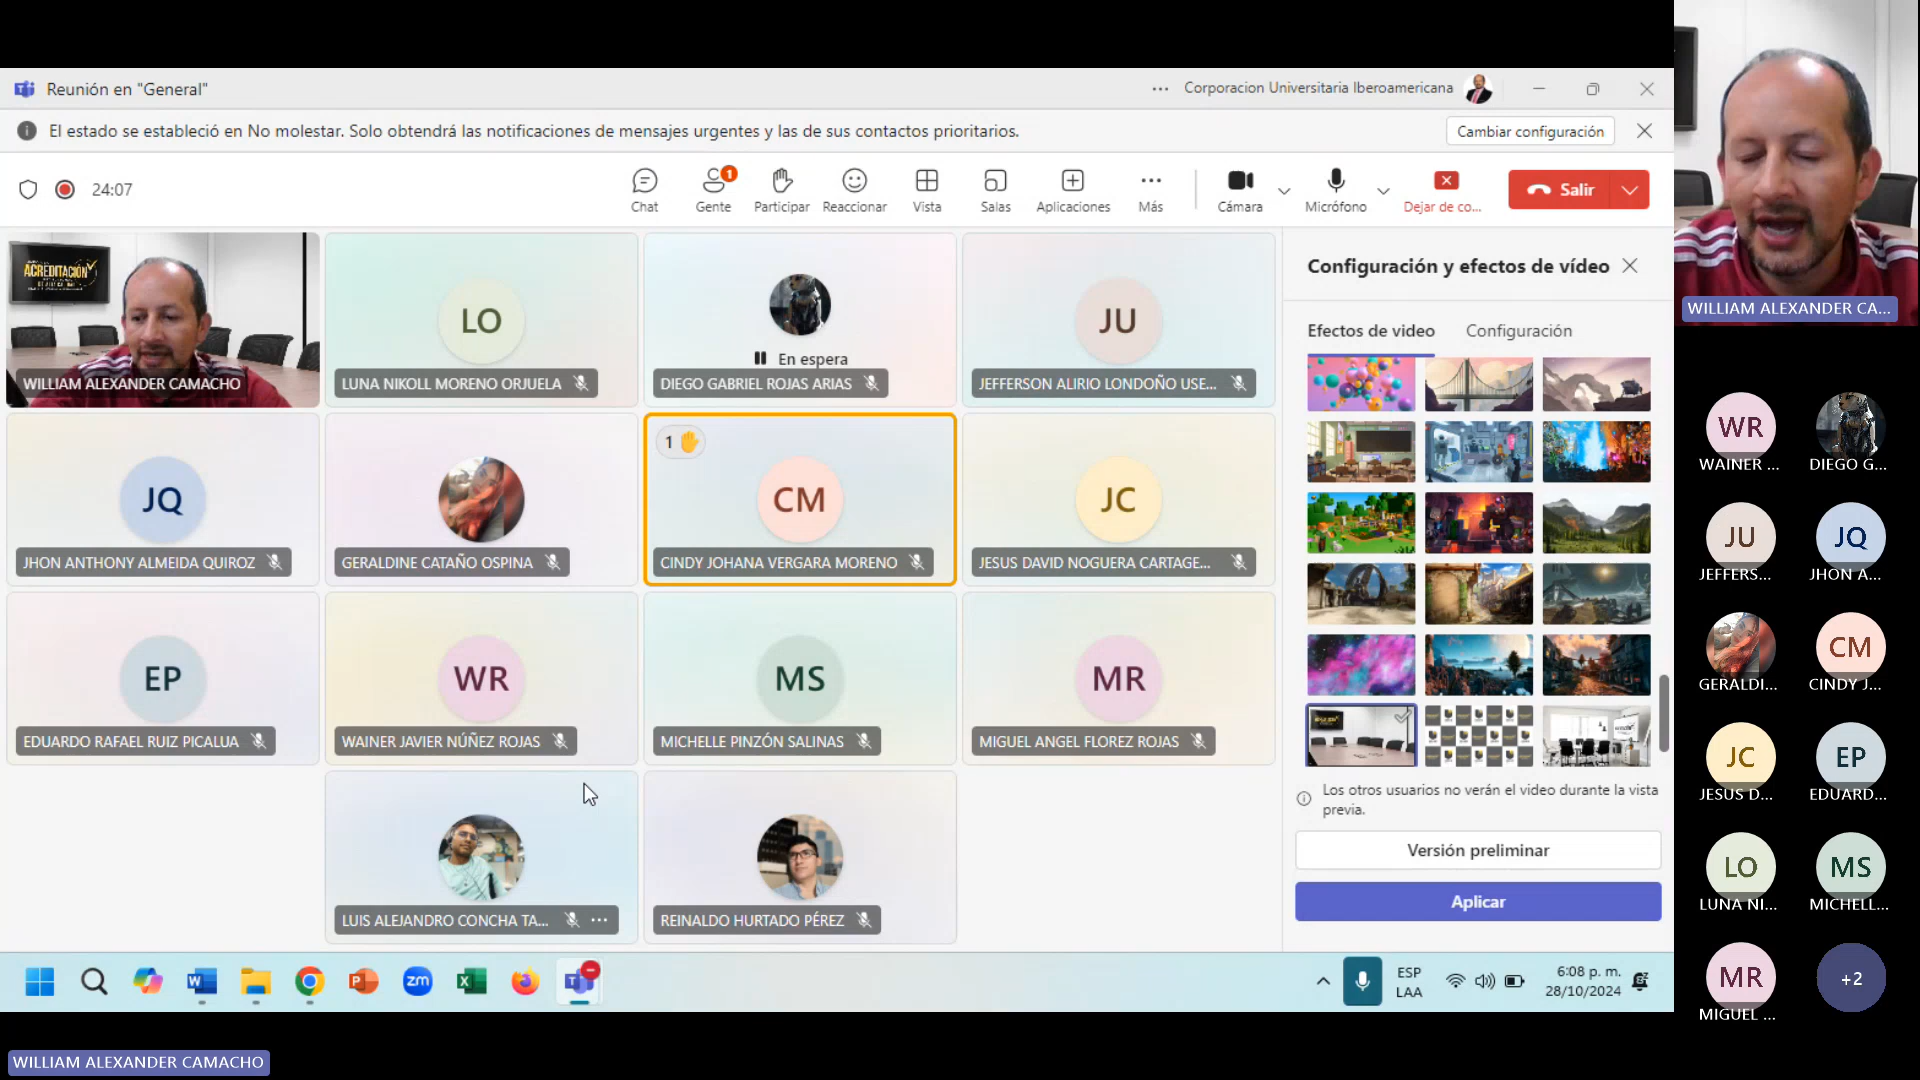 Reunión en "General"
Corporacion Universitaria Iberoamericana
El estado se estableció en No molestar. Solo obtendrá las notificaciones de mensajes urgentes y las de sus contactos prioritarios.
Cambiar configuración
24:07
Chat
Gente
1
Participar
Reaccionar
Vista
Salas
Aplicaciones
Más
Cámara
Micrófono
Dejar de co...
Salir
ACREDITACIÓN
WILLIAM ALEXANDER CAMACHO
LO
LUNA NIKOLL MORENO ORJUELA
En espera
DIEGO GABRIEL ROJAS ARIAS
JU
JEFFERSON ALIRIO LONDOÑO USE...
JQ
JHON ANTHONY ALMEIDA QUIROZ
GERALDINE CATAÑO OSPINA
1
CM
CINDY JOHANA VERGARA MORENO
JC
JESUS DAVID NOGUERA CARTAGE...
EP
EDUARDO RAFAEL RUIZ PICALUA
WR
WAINER JAVIER NÚÑEZ ROJAS
MS
MICHELLE PINZÓN SALINAS
MR
MIGUEL ANGEL FLOREZ ROJAS
LUIS ALEJANDRO CONCHA TA...
REINALDO HURTADO PÉREZ
Configuración y efectos de vídeo
Efectos de video
Configuración
Los otros usuarios no verán el video durante la vista
previa.
Versión preliminar
Aplicar
ESP
LAA
6:08 p. m.
28/10/2024
WILLIAM ALEXANDER CA...
WR
WAINER ...
DIEGO G...
JU
JEFFERS...
JQ
JHON A...
GERALDI...
CM
CINDY J...
JC
JESUS D...
EP
EDUARD...
LO
LUNA NI...
MS
MICHELL...
MR
MIGUEL ...
+2
WILLIAM ALEXANDER CAMACHO